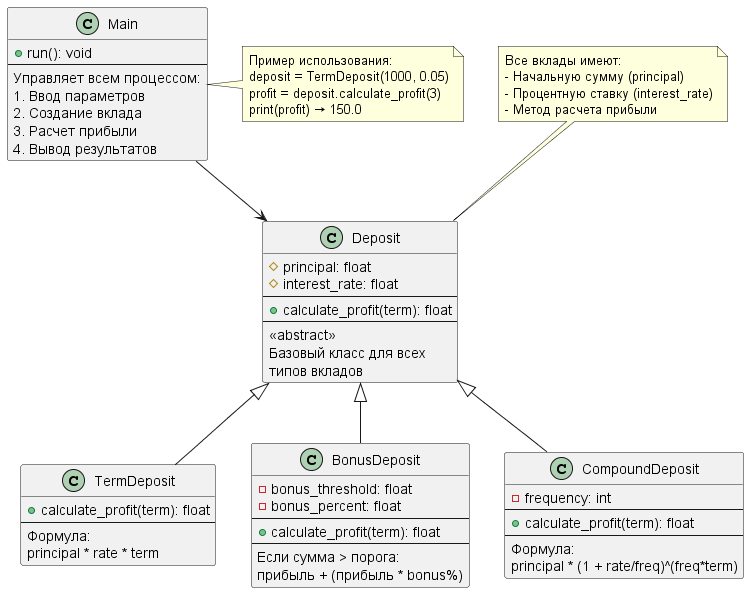 C Main
run(): void
Управляет всем процессом:
1. Ввод параметров
2. Создание вклада
3. Расчет прибыли
4. Вывод результатов
Пример использования:
deposit = TermDeposit(1000, 0.05)
profit = deposit.calculate_profit(3)
print(profit) → 150.0
Все вклады имеют:
- Начальную сумму (principal)
- Процентную ставку (interest_rate)
- Метод расчета прибыли
C Deposit
principal: float
interest_rate: float
calculate_profit(term): float
«abstract»
Базовый класс для всех
типов вкладов
C TermDeposit
calculate_profit(term): float
Формула:
principal * rate * term
C BonusDeposit
bonus_threshold: float
bonus_percent: float
calculate_profit(term): float
Если сумма > порога:
прибыль + (прибыль * bonus%)
C CompoundDeposit
frequency: int
calculate_profit(term): float
Формула:
principal * (1 + rate/freq)^(freq*term)